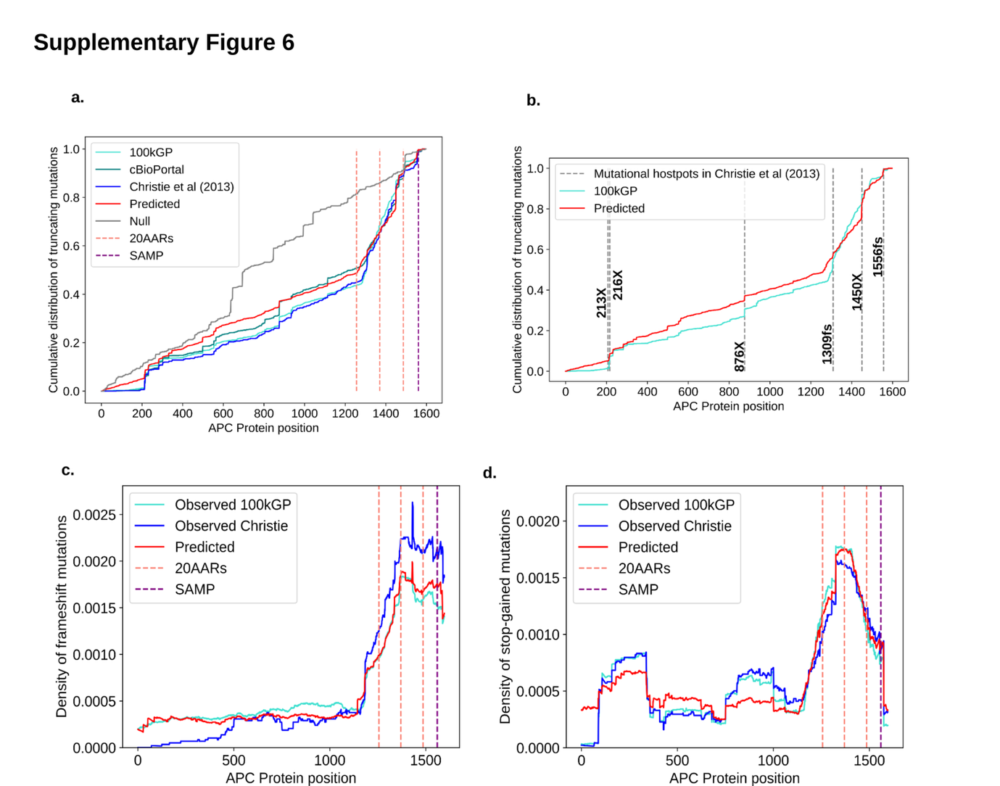 Supplementary Figure 6
a.
Cumulative distribution of truncating mutations
1.0
0.8
0.6
0.4
0.2
0.0
100kGP
cBioPortal
Christie et al (2013)
Predicted
Null
20AARs
SAMP
0 200 400 600 800 1000 1200 1400 1600
APC Protein position
b.
Cumulative distribution of truncating mutations
1.0
0.8
0.6
0.4
0.2
0.0
Mutational hostpots in Christie et al (2013)
100kGP
Predicted
213X
216X
876X
1309fs
1450X
1556fs
0 200 400 600 800 1000 1200 1400 1600
APC Protein position
c.
Density of frameshift mutations
0.0025
0.0020
0.0015
0.0010
0.0005
0.0000
Observed 100kGP
Observed Christie
Predicted
20AARs
SAMP
0 500 1000 1500
APC Protein position
d.
Density of stop-gained mutations
0.0020
0.0015
0.0010
0.0005
0.0000
Observed 100kGP
Observed Christie
Predicted
20AARs
SAMP
0 500 1000 1500
APC Protein position